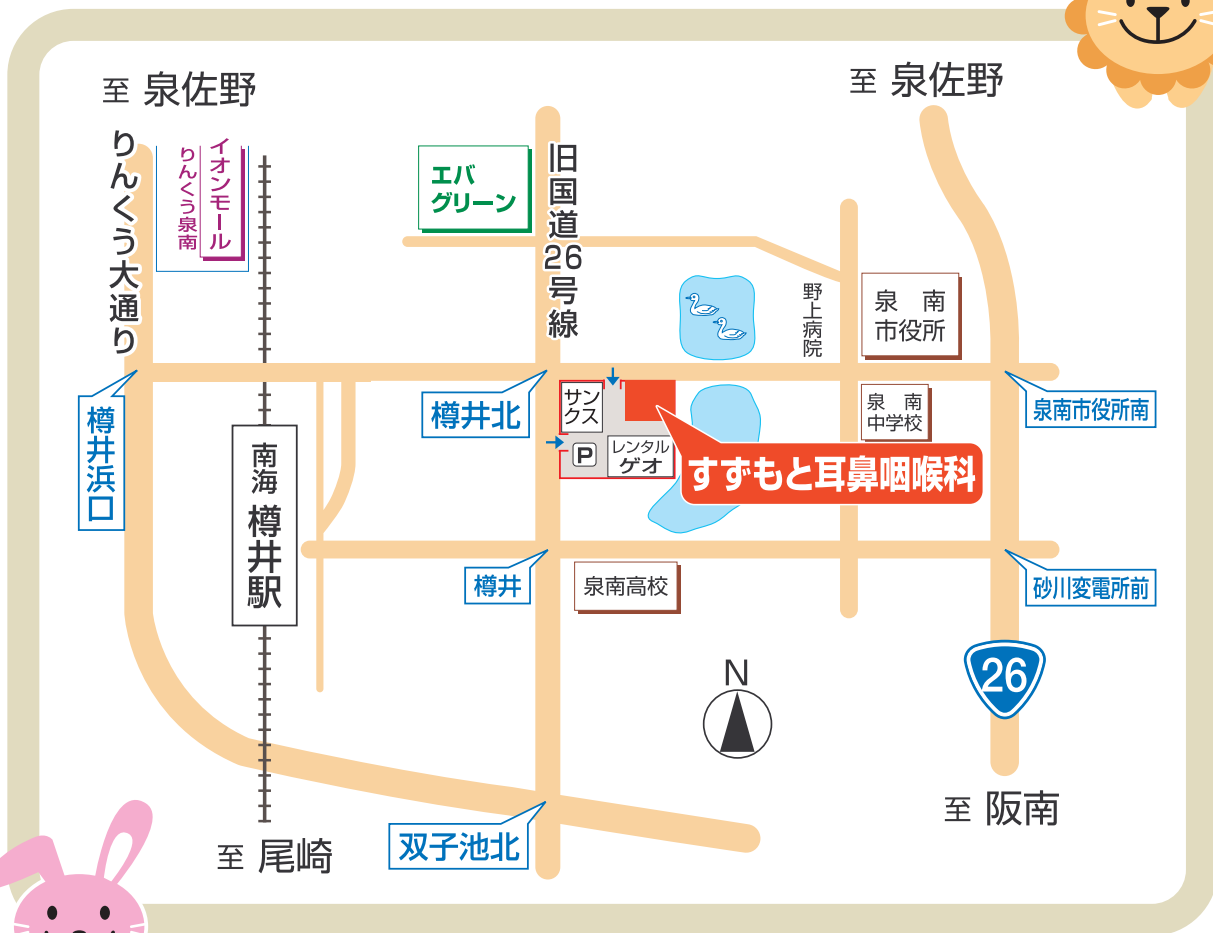 至 泉佐野
至 泉佐野
りんくう大通り
イオンモール
りんくう泉南
エバ
グリーン
旧国道26号線
野上病院
泉 南
市役所
樽井浜口
樽井北
サン
クス
P
レンタル
ゲオ
泉 南
中学校
泉南市役所南
すずもと耳鼻咽喉科
南海 樽井駅
樽井
泉南高校
砂川変電所前
N
26
至 阪南
双子池北
至 尾崎